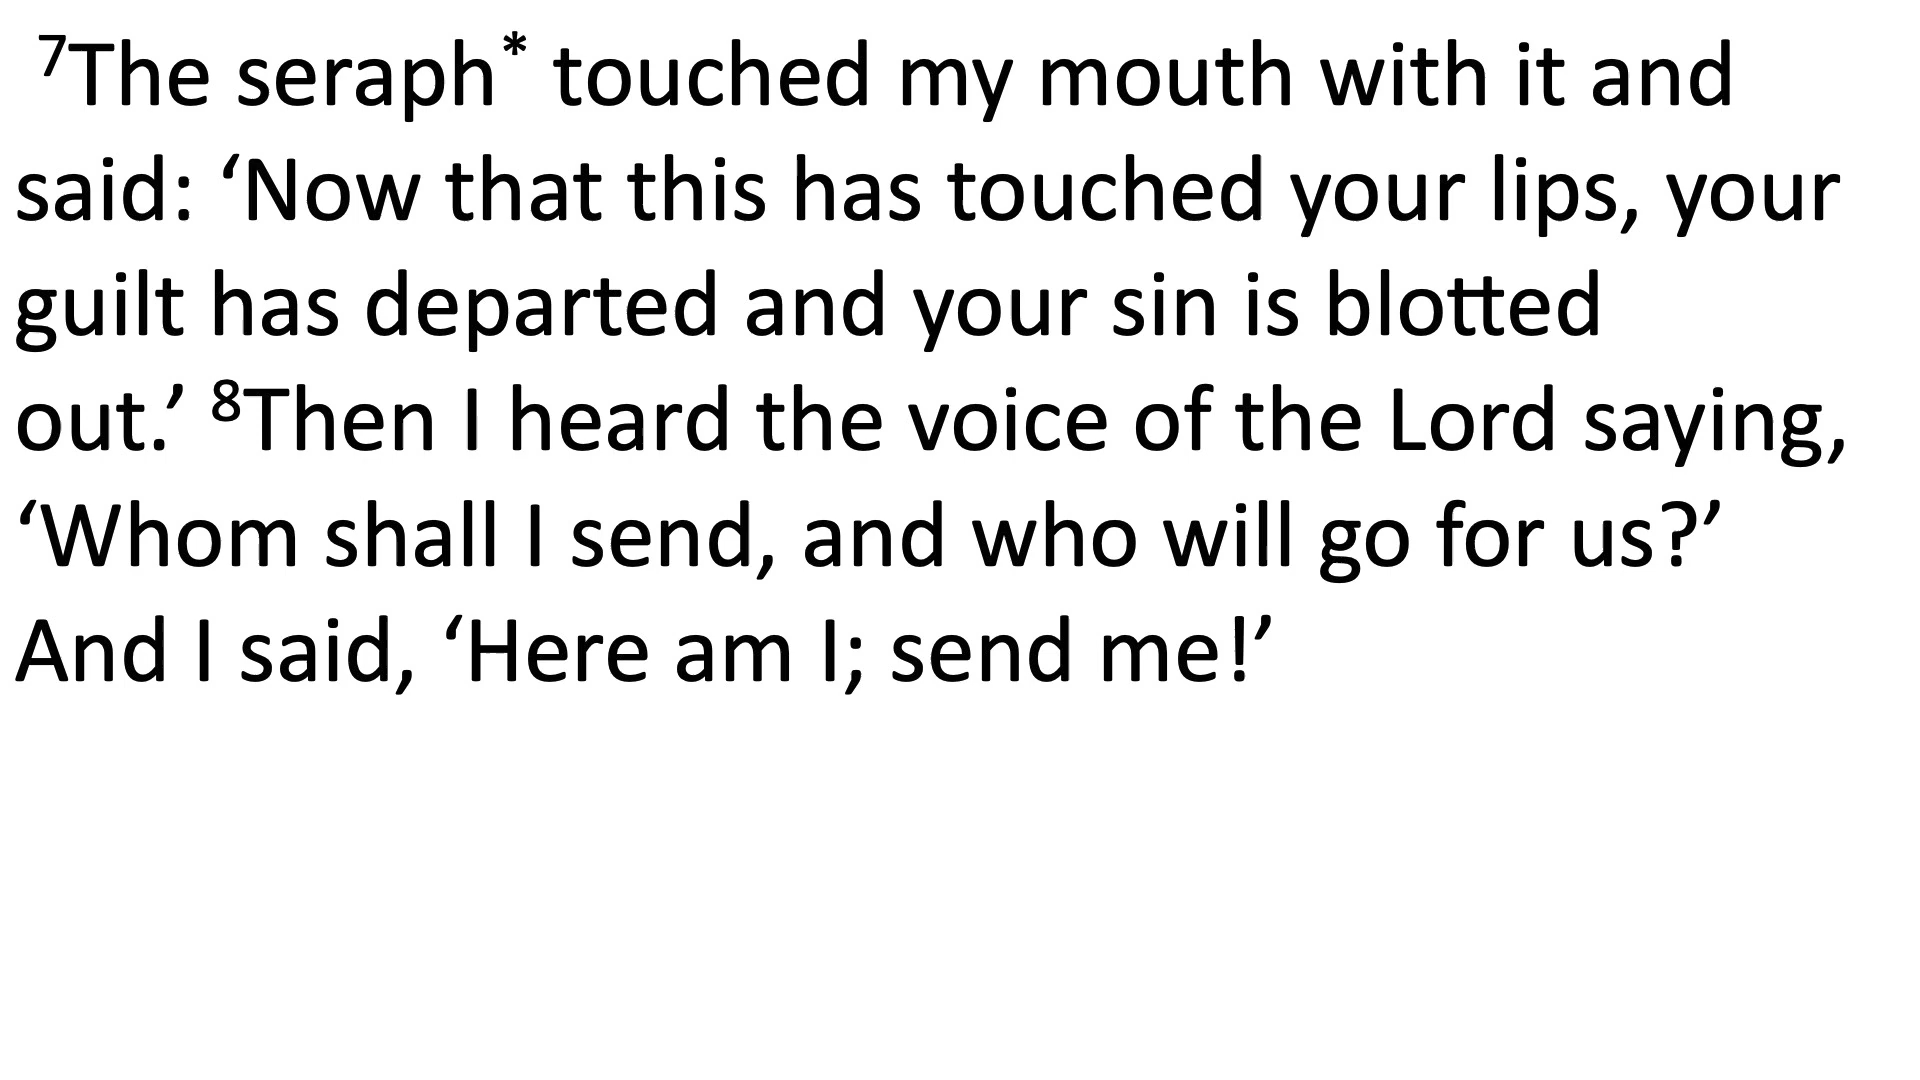 ⁷The seraph* touched my mouth with it and
said: ‘Now that this has touched your lips, your
guilt has departed and your sin is blotted
out.’ ⁸Then I heard the voice of the Lord saying,
‘Whom shall I send, and who will go for us?’
And I said, ‘Here am I; send me!’